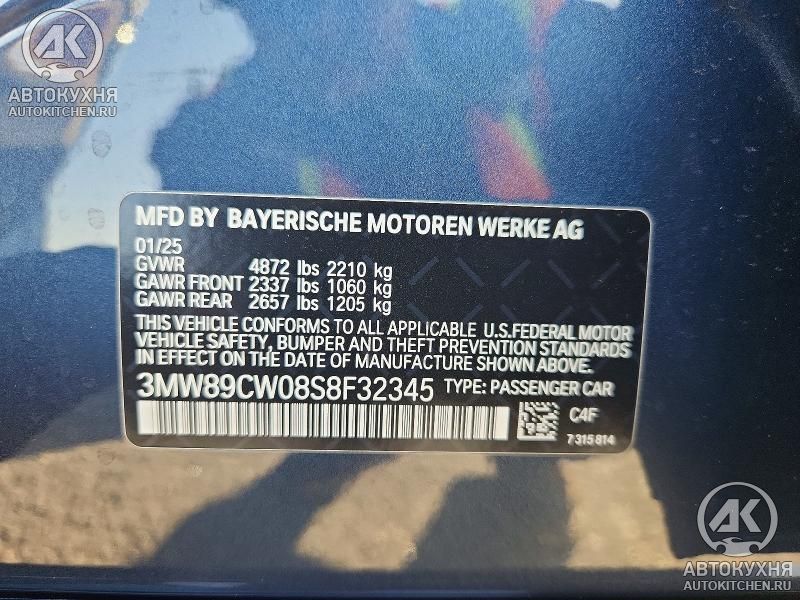 AK
АВТОКУХНЯ
AUTOKITCHEN.RU
MFD BY BAYERISCHE MOTOREN WERKE AG
01/25
GVWR 4872 lbs 2210 kg
GAWR FRONT 2337 lbs 1060 kg
GAWR REAR 2657 lbs 1205 kg
THIS VEHICLE CONFORMS TO ALL APPLICABLE U.S.FEDERAL MOTOR
VEHICLE SAFETY, BUMPER AND THEFT PREVENTION STANDARDS
IN EFFECT ON THE DATE OF MANUFACTURE SHOWN ABOVE.
3MW89CW08S8F32345 TYPE: PASSENGER CAR
C4F
7315814
AK
АВТОКУХНЯ
AUTOKITCHEN.RU